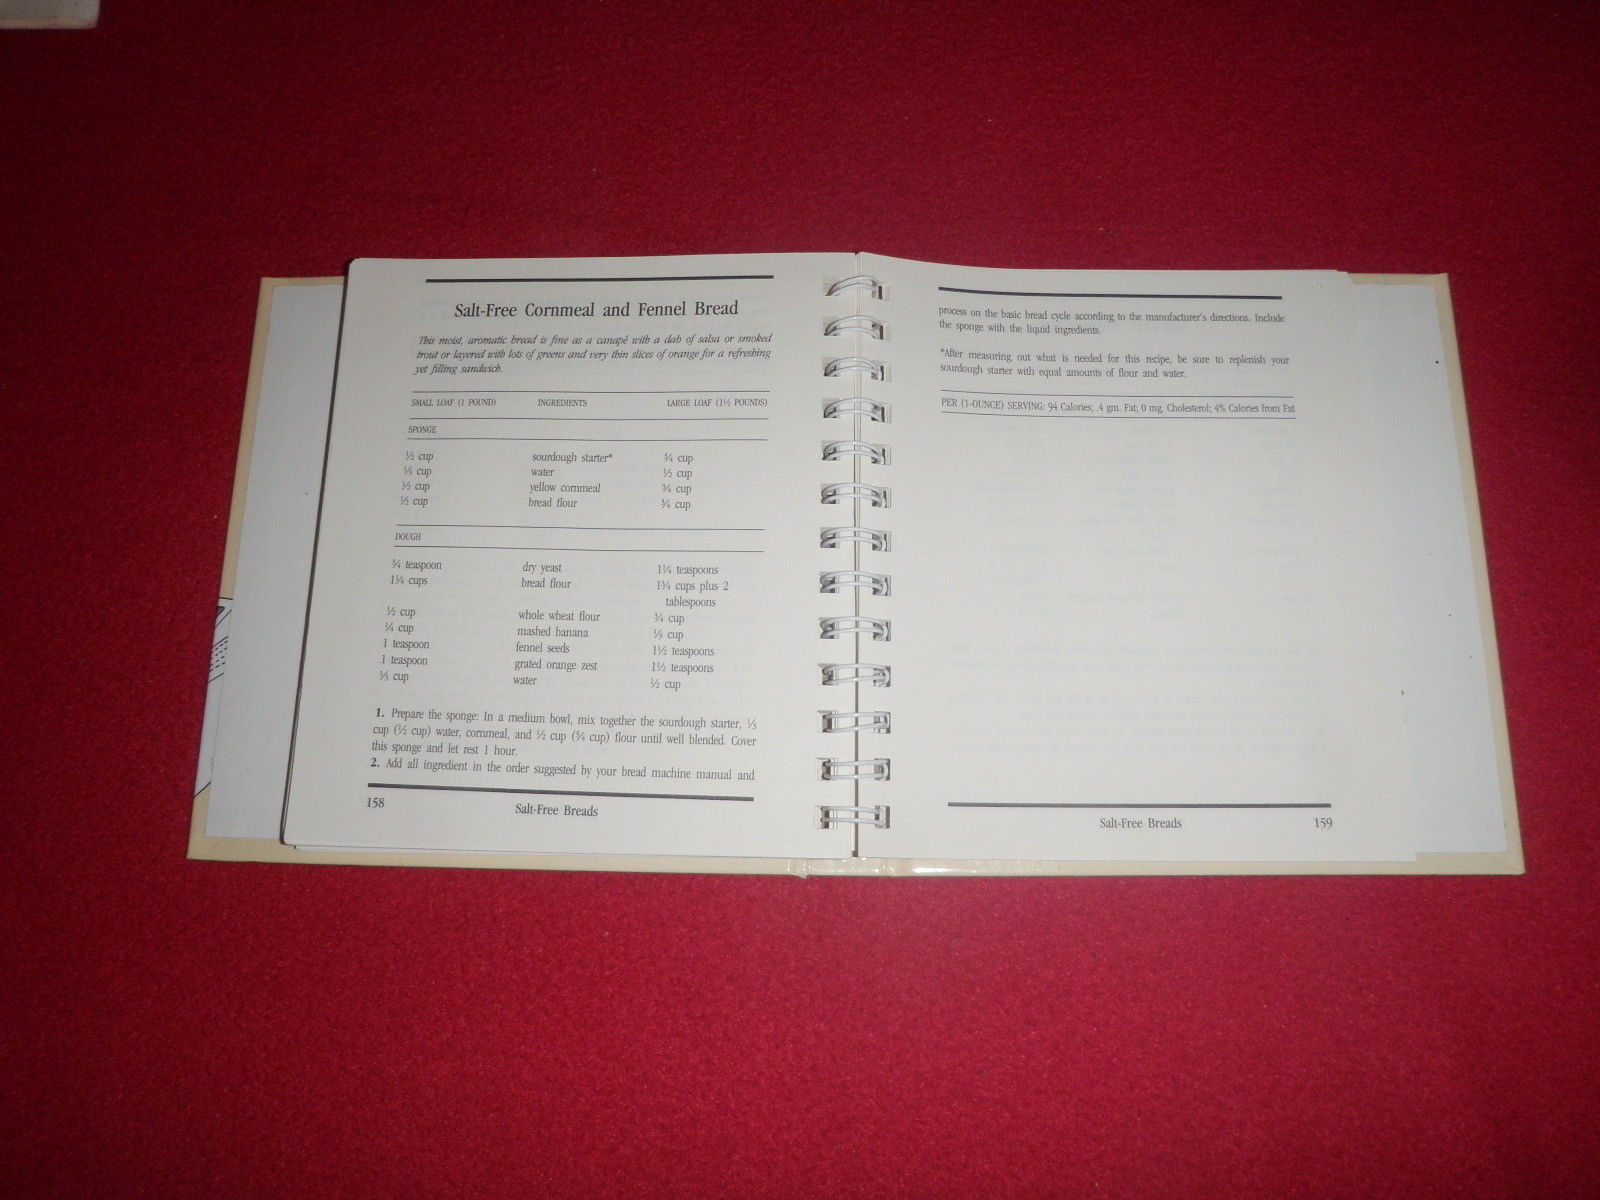 Salt-Free Cornmeal and Fennel Bread
This moist, aromatic bread is fine as a canapé with a dab of salsa or smoked
trout or layered with lots of greens and very thin slices of orange for a refreshing
yet filling sandwich.
SMALL LOAF (1 POUND) INGREDIENTS LARGE LOAF (1½ POUNDS)
SPONGE
½ cup sourdough starter* ¾ cup
⅓ cup water ½ cup
½ cup yellow cornmeal ¾ cup
½ cup bread flour ¾ cup
DOUGH
¾ teaspoon dry yeast 1¼ teaspoons
1¼ cups bread flour 1¾ cups plus 2
tablespoons
½ cup whole wheat flour ¾ cup
¼ cup mashed banana ⅓ cup
1 teaspoon fennel seeds 1½ teaspoons
1 teaspoon grated orange zest 1½ teaspoons
⅓ cup water ½ cup
1. Prepare the sponge: In a medium bowl, mix together the sourdough starter, ⅓
cup (½ cup) water, cornmeal, and ½ cup (¾ cup) flour until well blended. Cover
this sponge and let rest 1 hour.
2. Add all ingredient in the order suggested by your bread machine manual and
158 Salt-Free Breads
process on the basic bread cycle according to the manufacturer's directions. Include
the sponge with the liquid ingredients.
*After measuring out what is needed for this recipe, be sure to replenish your
sourdough starter with equal amounts of flour and water.
PER (1-OUNCE) SERVING: 94 Calories; .4 gm. Fat; 0 mg. Cholesterol; 4% Calories from Fat
Salt-Free Breads 159